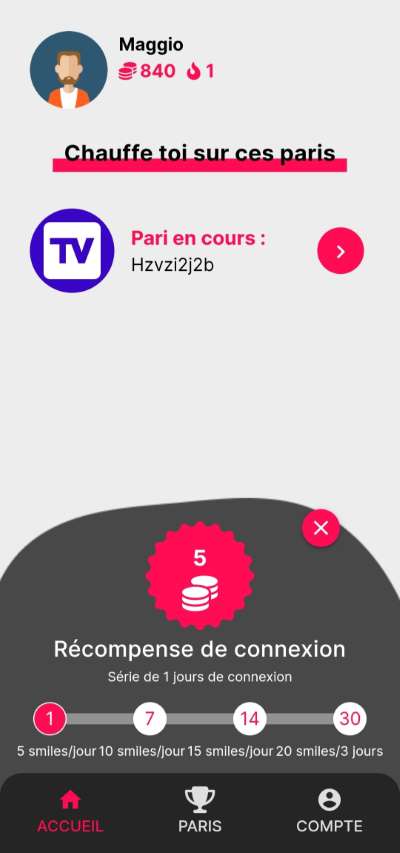 Maggio
840 1
Chauffe toi sur ces paris
TV
Pari en cours :
Hzvzi2j2b
5
Récompense de connexion
Série de 1 jours de connexion
1 7 14 30
5 smiles/jour 10 smiles/jour 15 smiles/jour 20 smiles/3 jours
ACCUEIL PARIS COMPTE